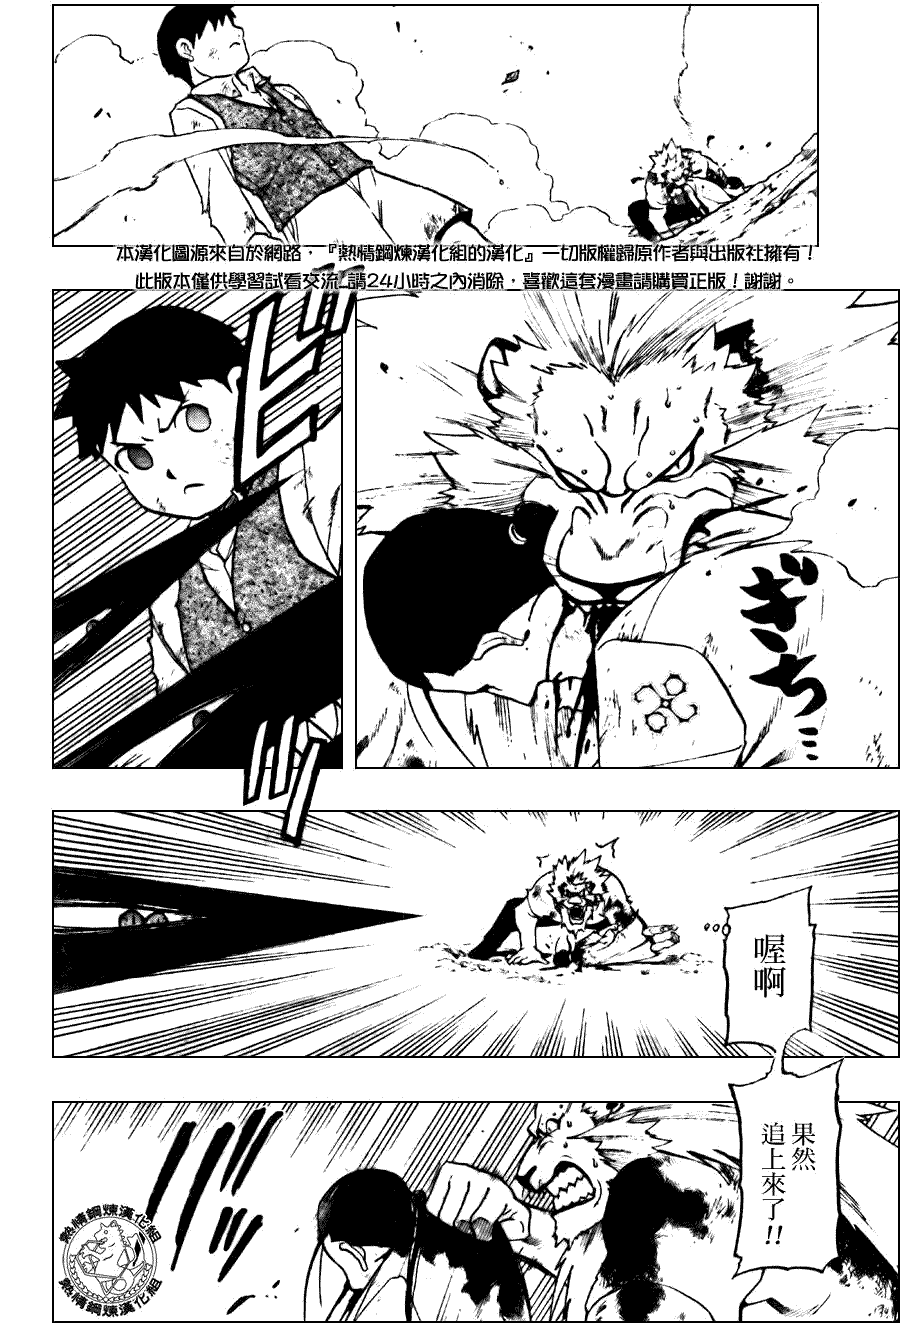 本漢化圖源來自於網路，『熱情鋼煉漢化組的漢化』一切版權歸原作者與出版社擁有！
此版本僅供學習試看交流 請24小時之內消除，喜歡這套漫畫請購買正版！謝謝。
ビ
ぎ
ち
…
喔啊
果然
追上來了!!
熱情鋼煉漢化組
熱情鋼煉漢化組